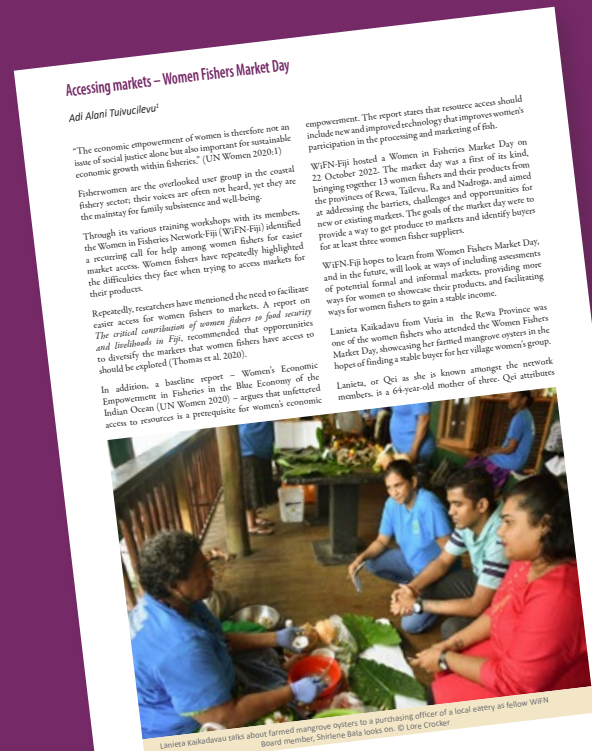 Accessing markets – Women Fishers Market Day
Adi Alani Tuivucilevu¹
“The economic empowerment of women is therefore not an
issue of social justice alone but also important for sustainable
economic growth within fisheries.” (UN Women 2020:1)
Fisherwomen are the overlooked user group in the coastal
fishery sector; their voices are often not heard, yet they are
the mainstay for family subsistence and well-being.
Through its various training workshops with its members,
the Women in Fisheries Network-Fiji (WiFN-Fiji) identified
a recurring call for help among women fishers for easier
market access. Women fishers have repeatedly highlighted
the difficulties they face when trying to access markets for
their products.
Repeatedly, researchers have mentioned the need to facilitate
easier access for women fishers to markets. A report on
The critical contribution of women fishers to food security
and livelihoods in Fiji, recommended that opportunities
to diversify the markets that women fishers have access to
should be explored (Thomas et al. 2020).
In addition, a baseline report – Women’s Economic
Empowerment in Fisheries in the Blue Economy of the
Indian Ocean (UN Women 2020) – argues that unfettered
access to resources is a prerequisite for women’s economic
empowerment. The report states that resource access should
include new and improved technology that improves women’s
participation in the processing and marketing of fish.
WiFN-Fiji hosted a Women in Fisheries Market Day on
22 October 2022. The market day was a first of its kind,
bringing together 13 women fishers and their products from
the provinces of Rewa, Tailevu, Ra and Nadroga, and aimed
at addressing the barriers, challenges and opportunities for
new or existing markets. The goals of the market day were to
provide a way to get produce to markets and identify buyers
for at least three women fisher suppliers.
WiFN-Fiji hopes to learn from Women Fishers Market Day,
and in the future, will look at ways of including assessments
of potential formal and informal markets, providing more
ways for women to showcase their products, and facilitating
ways for women fishers to gain a stable income.
Lanieta Kaikadavu from Vutia in the Rewa Province was
one of the women fishers who attended the Women Fishers
Market Day, showcasing her farmed mangrove oysters in the
hopes of finding a stable buyer for her village women’s group.
Lanieta, or Qei as she is known amongst the network
members, is a 64-year-old mother of three. Qei attributes
Lanieta Kaikadavau talks about farmed mangrove oysters to a purchasing officer of a local eatery as fellow WiFN
Board member, Shirlene Bala looks on. © Lore Crocker